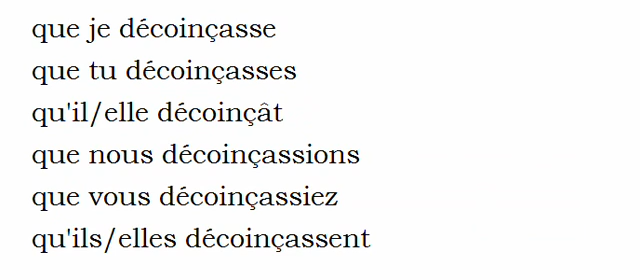 que je décoinçasse
que tu décoinçasses
qu'il/elle décoinçât
que nous décoinçassions
que vous décoinçassiez
qu'ils/elles décoinçassent